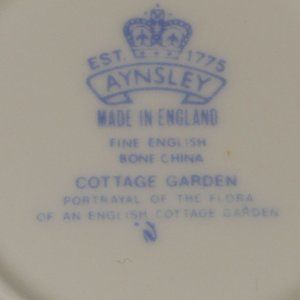 EST. 1775
AYNSLEY
MADE IN ENGLAND
FINE ENGLISH
BONE CHINA
COTTAGE GARDEN
PORTRAYAL OF THE FLORA
OF AN ENGLISH COTTAGE GARDEN